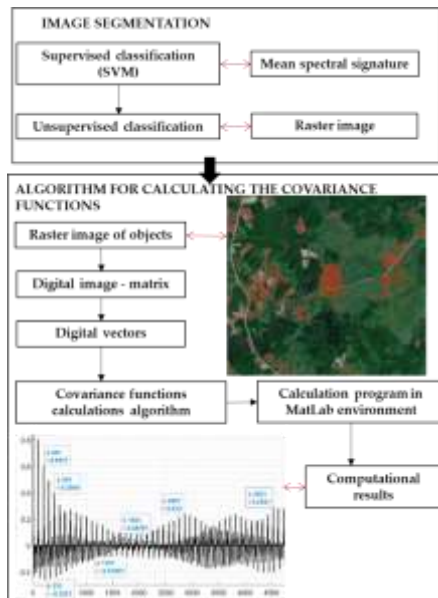 IMAGE SEGMENTATION
Supervised classification
(SVM)
Mean spectral signature
Unsupervised classification
Raster image
ALGORITHM FOR CALCULATING THE COVARIANCE
FUNCTIONS
Raster image of objects
Digital image - matrix
Digital vectors
Covariance functions
calculations algorithm
Calculation program in
MatLab environment
Computational
results